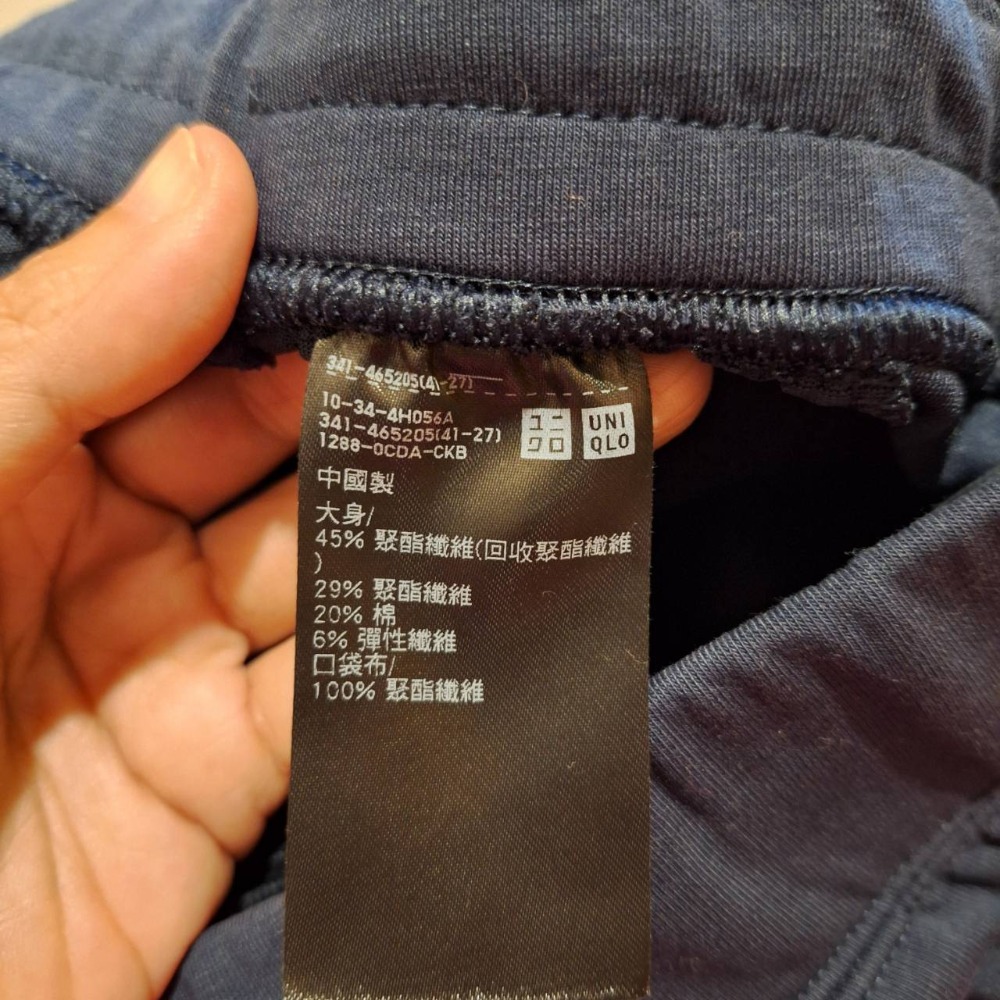 341-465205(41-27)
10-34-4H056A
341-465205(41-27)
1288-0CDA-CKB
ユニ
クロ
UNI
QLO
中國製
大身/
45% 聚酯纖維(回收聚酯纖維
)
29% 聚酯纖維
20% 棉
6% 彈性纖維
口袋布/
100% 聚酯纖維